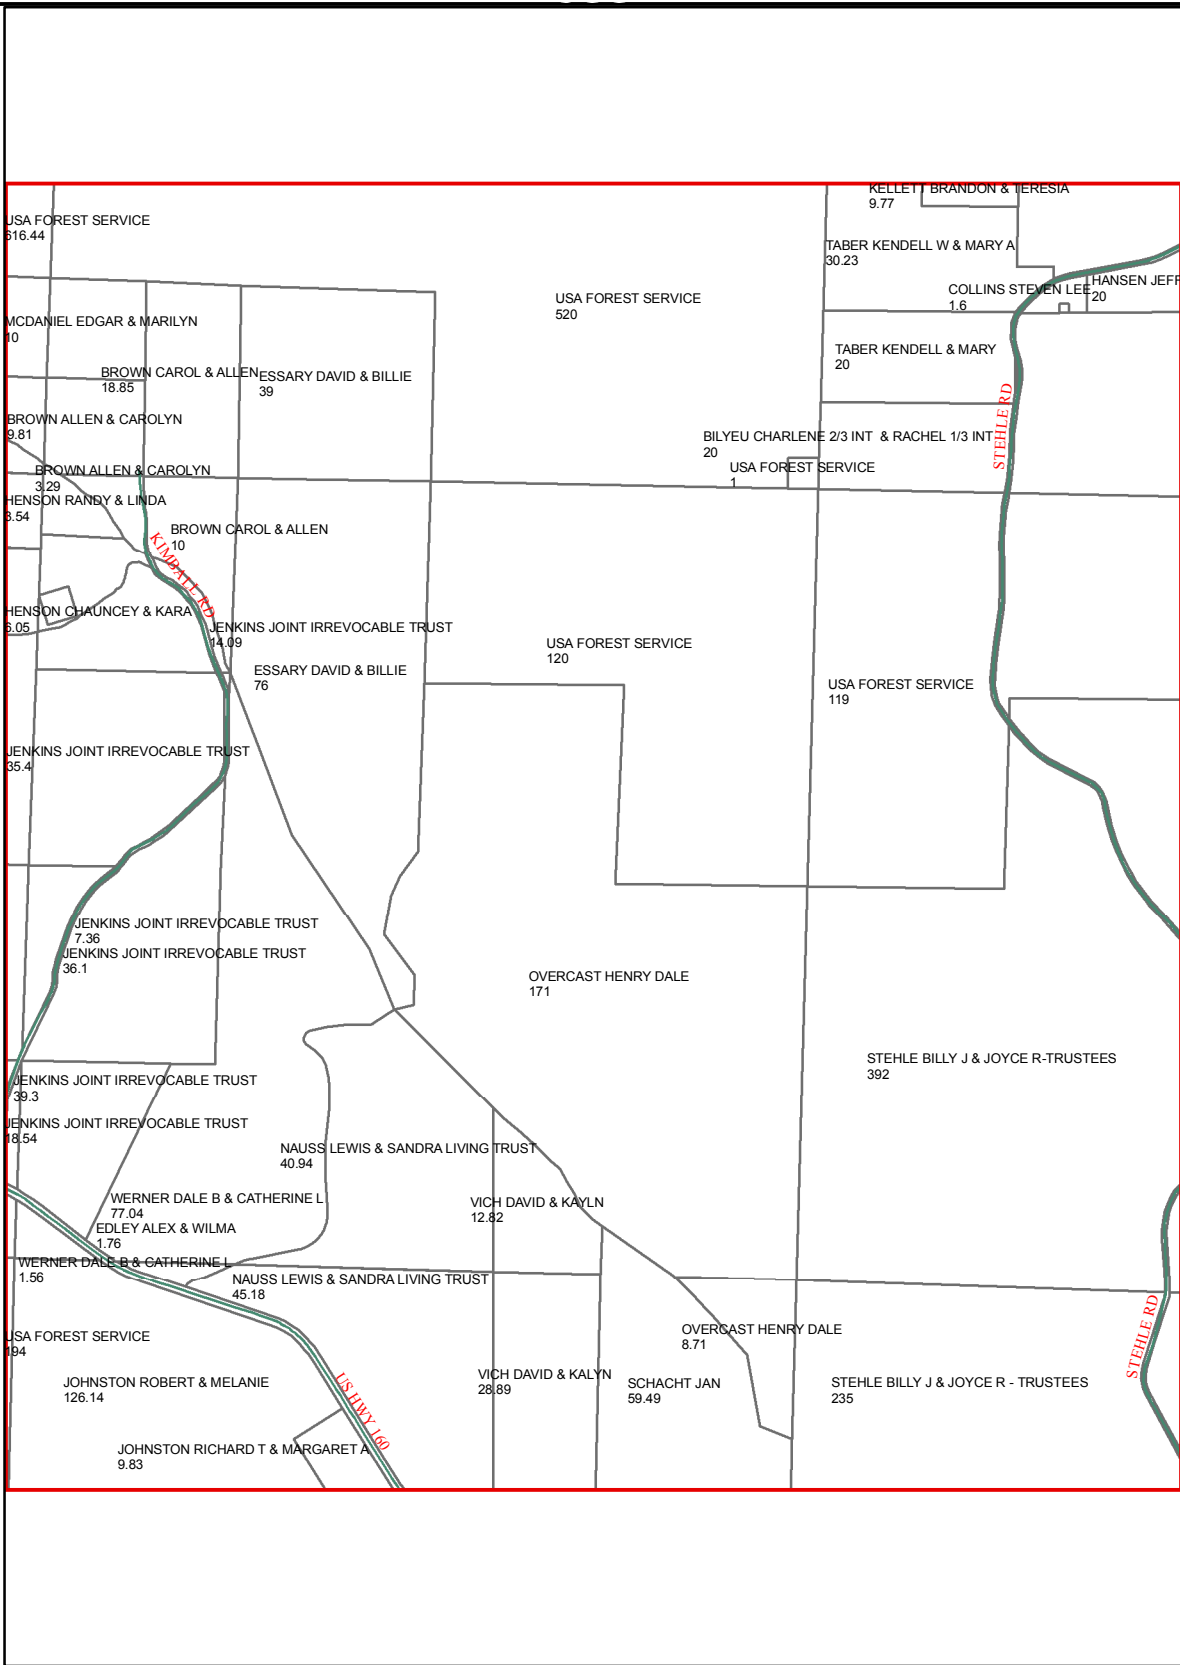 KELLETT BRANDON & TERESIA
9.77
USA FOREST SERVICE
616.44
TABER KENDELL W & MARY A
30.23
HANSEN JEFF
20
COLLINS STEVEN LEE
1.6
USA FOREST SERVICE
520
MCDANIEL EDGAR & MARILYN
10
TABER KENDELL & MARY
20
BROWN CAROL & ALLEN
18.85
ESSARY DAVID & BILLIE
39
STEHLE RD
BROWN ALLEN & CAROLYN
9.81
BILYEU CHARLENE 2/3 INT & RACHEL 1/3 INT
20
BROWN ALLEN & CAROLYN
3.29
USA FOREST SERVICE
1
HENSON RANDY & LINDA
3.54
BROWN CAROL & ALLEN
10
KIMBALL RD
HENSON CHAUNCEY & KARA
6.05
JENKINS JOINT IRREVOCABLE TRUST
14.09
USA FOREST SERVICE
120
ESSARY DAVID & BILLIE
76
USA FOREST SERVICE
119
JENKINS JOINT IRREVOCABLE TRUST
35.4
JENKINS JOINT IRREVOCABLE TRUST
7.36
JENKINS JOINT IRREVOCABLE TRUST
36.1
OVERCAST HENRY DALE
171
STEHLE BILLY J & JOYCE R-TRUSTEES
392
JENKINS JOINT IRREVOCABLE TRUST
39.3
JENKINS JOINT IRREVOCABLE TRUST
18.54
NAUSS LEWIS & SANDRA LIVING TRUST
40.94
WERNER DALE B & CATHERINE L
77.04
VICH DAVID & KAYLN
12.82
EDLEY ALEX & WILMA
1.76
WERNER DALE B & CATHERINE L
1.56
NAUSS LEWIS & SANDRA LIVING TRUST
45.18
STEHLE RD
USA FOREST SERVICE
194
OVERCAST HENRY DALE
8.71
JOHNSTON ROBERT & MELANIE
126.14
US HWY 160
VICH DAVID & KALYN
28.89
SCHACHT JAN
59.49
STEHLE BILLY J & JOYCE R - TRUSTEES
235
JOHNSTON RICHARD T & MARGARET A
9.83